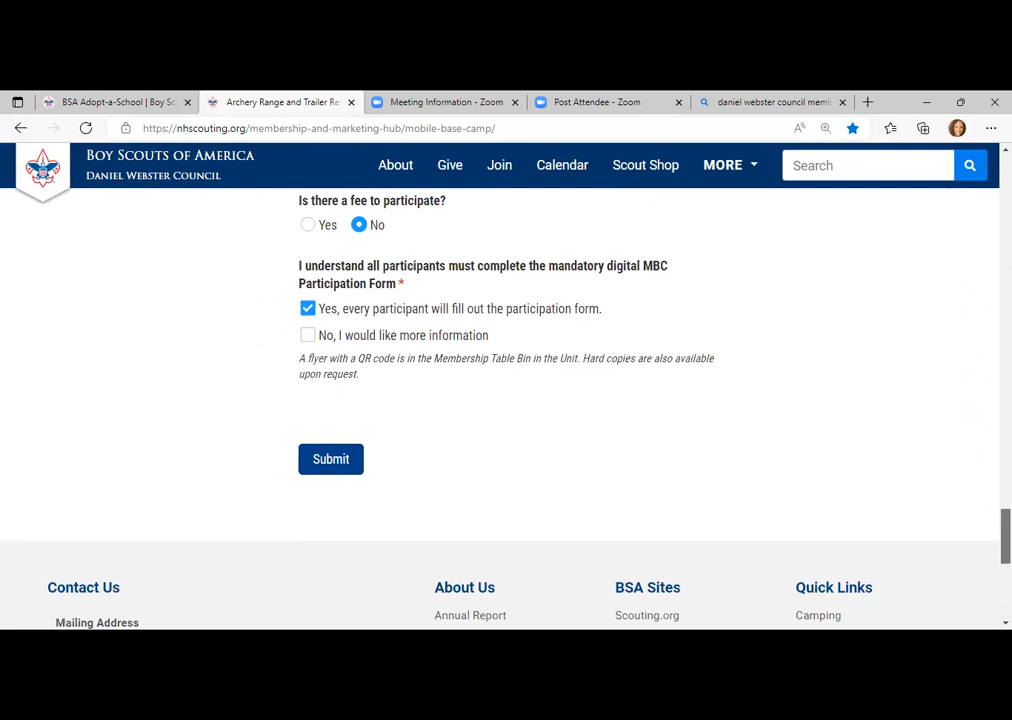 BSA Adopt-a-School | Boy Sc
Archery Range and Trailer Re
Meeting Information - Zoom
Post Attendee - Zoom
daniel webster council memb
https://nhscouting.org/membership-and-marketing-hub/mobile-base-camp/
BOY SCOUTS OF AMERICA
DANIEL WEBSTER COUNCIL
About Give Join Calendar Scout Shop MORE Search
Is there a fee to participate?
Yes No
I understand all participants must complete the mandatory digital MBC
Participation Form *
Yes, every participant will fill out the participation form.
No, I would like more information
A flyer with a QR code is in the Membership Table Bin in the Unit. Hard copies are also available
upon request.
Submit
Contact Us About Us BSA Sites Quick Links
Mailing Address Annual Report Scouting.org Camping